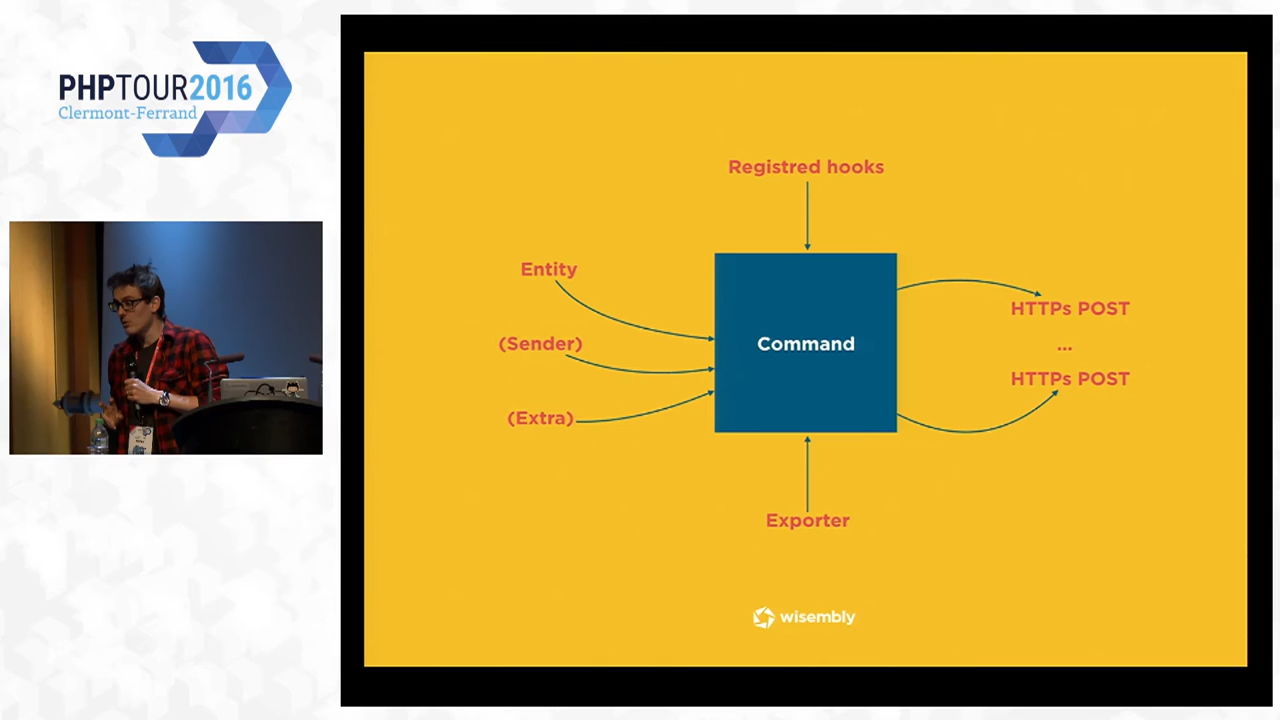 PHPTOUR2016
Clermont-Ferrand
Registred hooks
Entity
(Sender)
(Extra)
Command
HTTPs POST
...
HTTPs POST
Exporter
wisembly